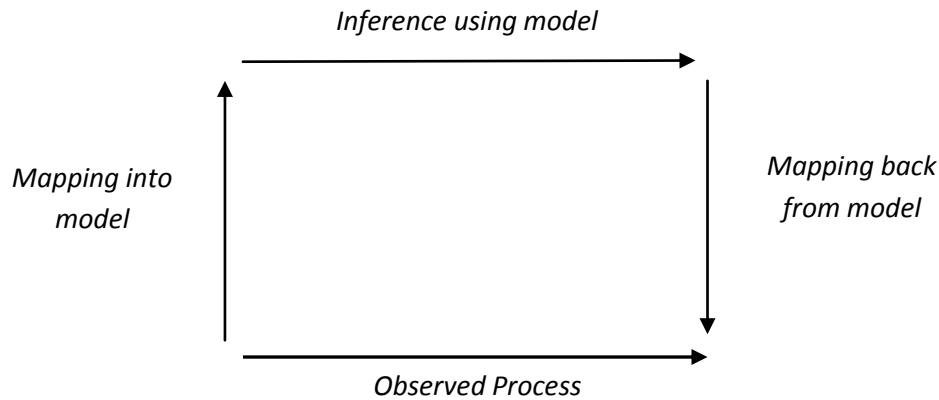 Inference using model
Mapping into
model
Mapping back
from model
Observed Process